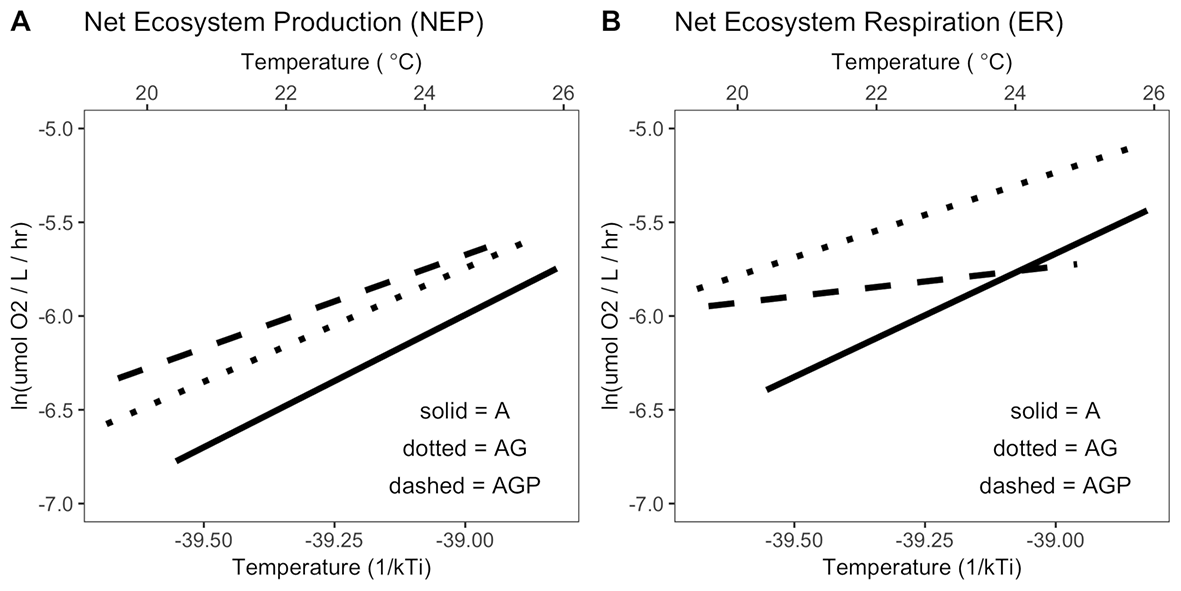 A Net Ecosystem Production (NEP)
Temperature ( °C)
20 22 24 26
-5.0
-5.5
-6.0
-6.5
-7.0
ln(umol O2 / L / hr)
solid = A
dotted = AG
dashed = AGP
-39.50 -39.25 -39.00
Temperature (1/kTi)
B Net Ecosystem Respiration (ER)
Temperature ( °C)
20 22 24 26
-5.0
-5.5
-6.0
-6.5
-7.0
ln(umol O2 / L / hr)
solid = A
dotted = AG
dashed = AGP
-39.50 -39.25 -39.00
Temperature (1/kTi)